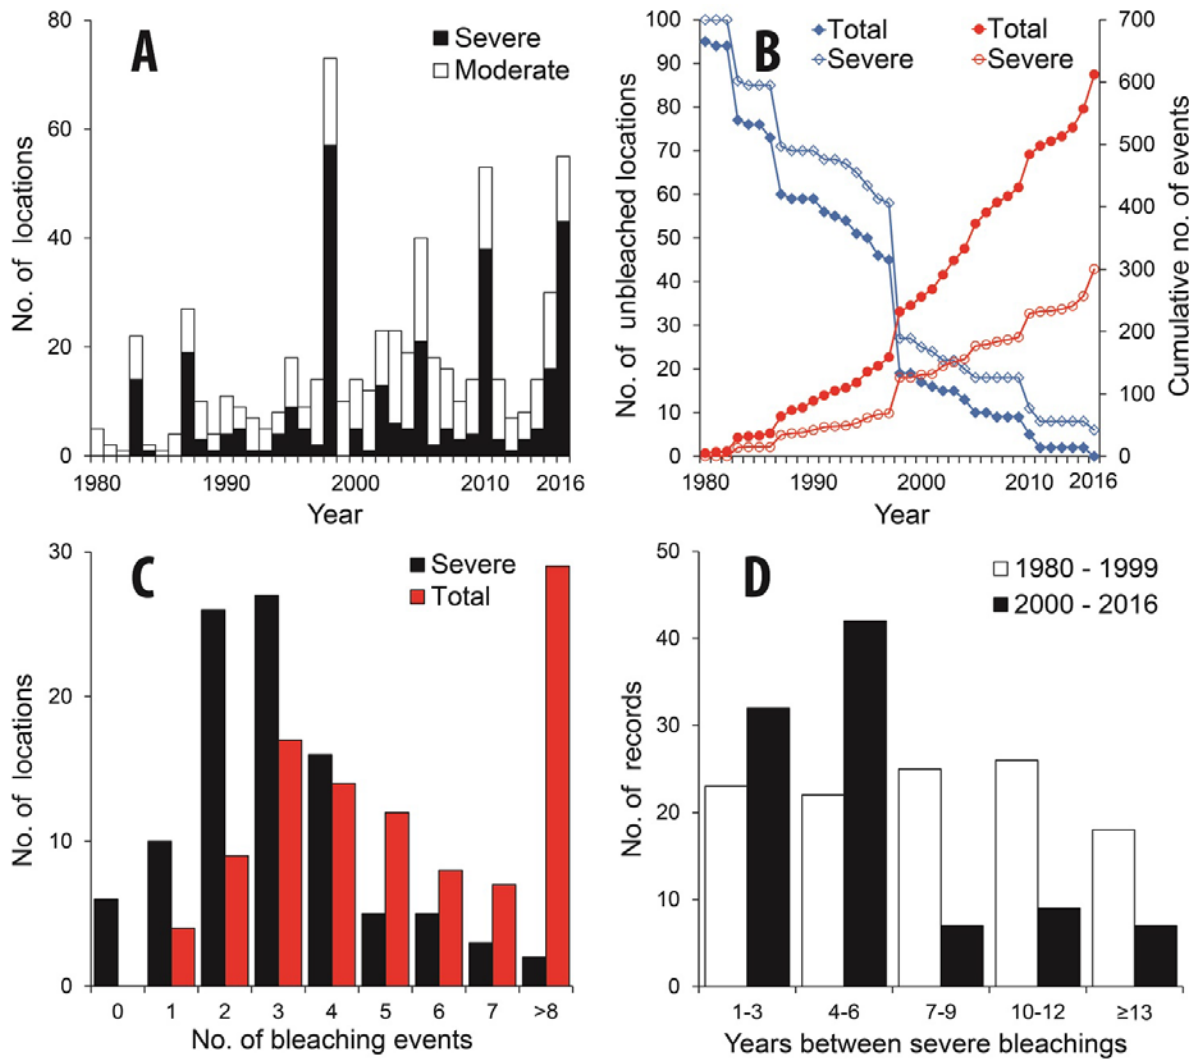 A
Severe
Moderate
No. of locations
80
60
40
20
0
1980 1990 2000 2010 2016
Year
B
Total Total
Severe Severe
No. of unbleached locations
100
90
80
70
60
50
40
30
20
10
0
Cumulative no. of events
700
600
500
400
300
200
100
0
1980 1990 2000 2010 2016
Year
C
Severe
Total
No. of locations
30
20
10
0
0 1 2 3 4 5 6 7 >8
No. of bleaching events
D
1980 - 1999
2000 - 2016
No. of records
50
40
30
20
10
0
1-3 4-6 7-9 10-12 ≥13
Years between severe bleachings